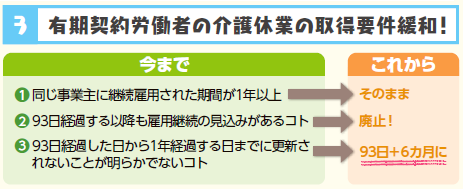 3 有期契約労働者の介護休業の取得要件緩和！
今まで
これから
❶同じ事業主に継続雇用された期間が1年以上
そのまま
❷93日経過する以降も雇用継続の見込みがあるコト
廃止！
❸93日経過した日から1年経過する日までに更新さ
れないことが明らかでないコト
93日+6カ月に